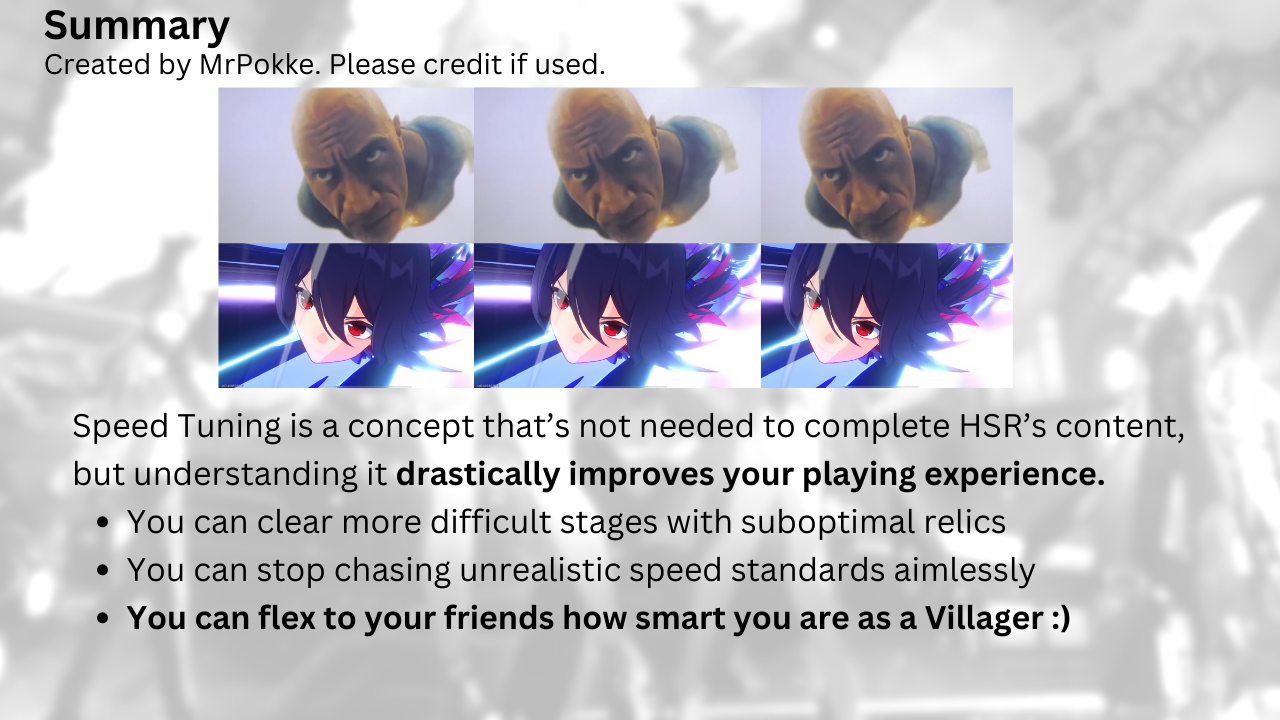 Summary
Created by MrPokke. Please credit if used.
Speed Tuning is a concept that’s not needed to complete HSR’s content,
but understanding it drastically improves your playing experience.
• You can clear more difficult stages with suboptimal relics
• You can stop chasing unrealistic speed standards aimlessly
• You can flex to your friends how smart you are as a Villager :)